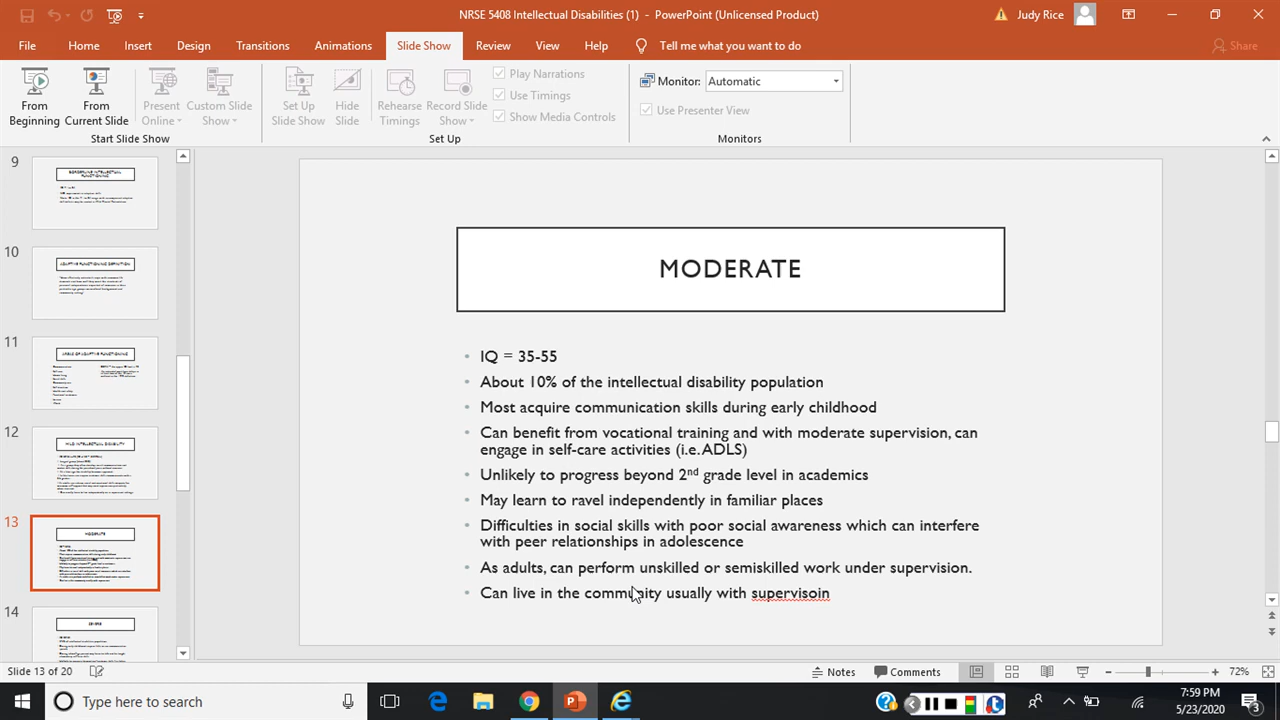 NRSE 5408 Intellectual Disabilities (1) - PowerPoint (Unlicensed Product)
Judy Rice
File Home Insert Design Transitions Animations Slide Show Review View Help Tell me what you want to do
Share
From Beginning
From Current Slide
Present Online
Custom Slide Show
Set Up Slide Show
Hide Slide
Rehearse Timings
Record Slide Show
Play Narrations
Use Timings
Show Media Controls
Monitor: Automatic
Use Presenter View
Start Slide Show
Set Up
Monitors
9
10
11
12
13
14
MODERATE
• IQ = 35-55
• About 10% of the intellectual disability population
• Most acquire communication skills during early childhood
• Can benefit from vocational training and with moderate supervision, can
engage in self-care activities (i.e. ADLS)
• Unlikely to progress beyond 2nd grade level in academics
• May learn to ravel independently in familiar places
• Difficulties in social skills with poor social awareness which can interfere
with peer relationships in adolescence
• As adults, can perform unskilled or semiskilled work under supervision.
• Can live in the community usually with supervisoin
Slide 13 of 20
Notes
Comments
72%
Type here to search
7:59 PM
5/23/2020
3